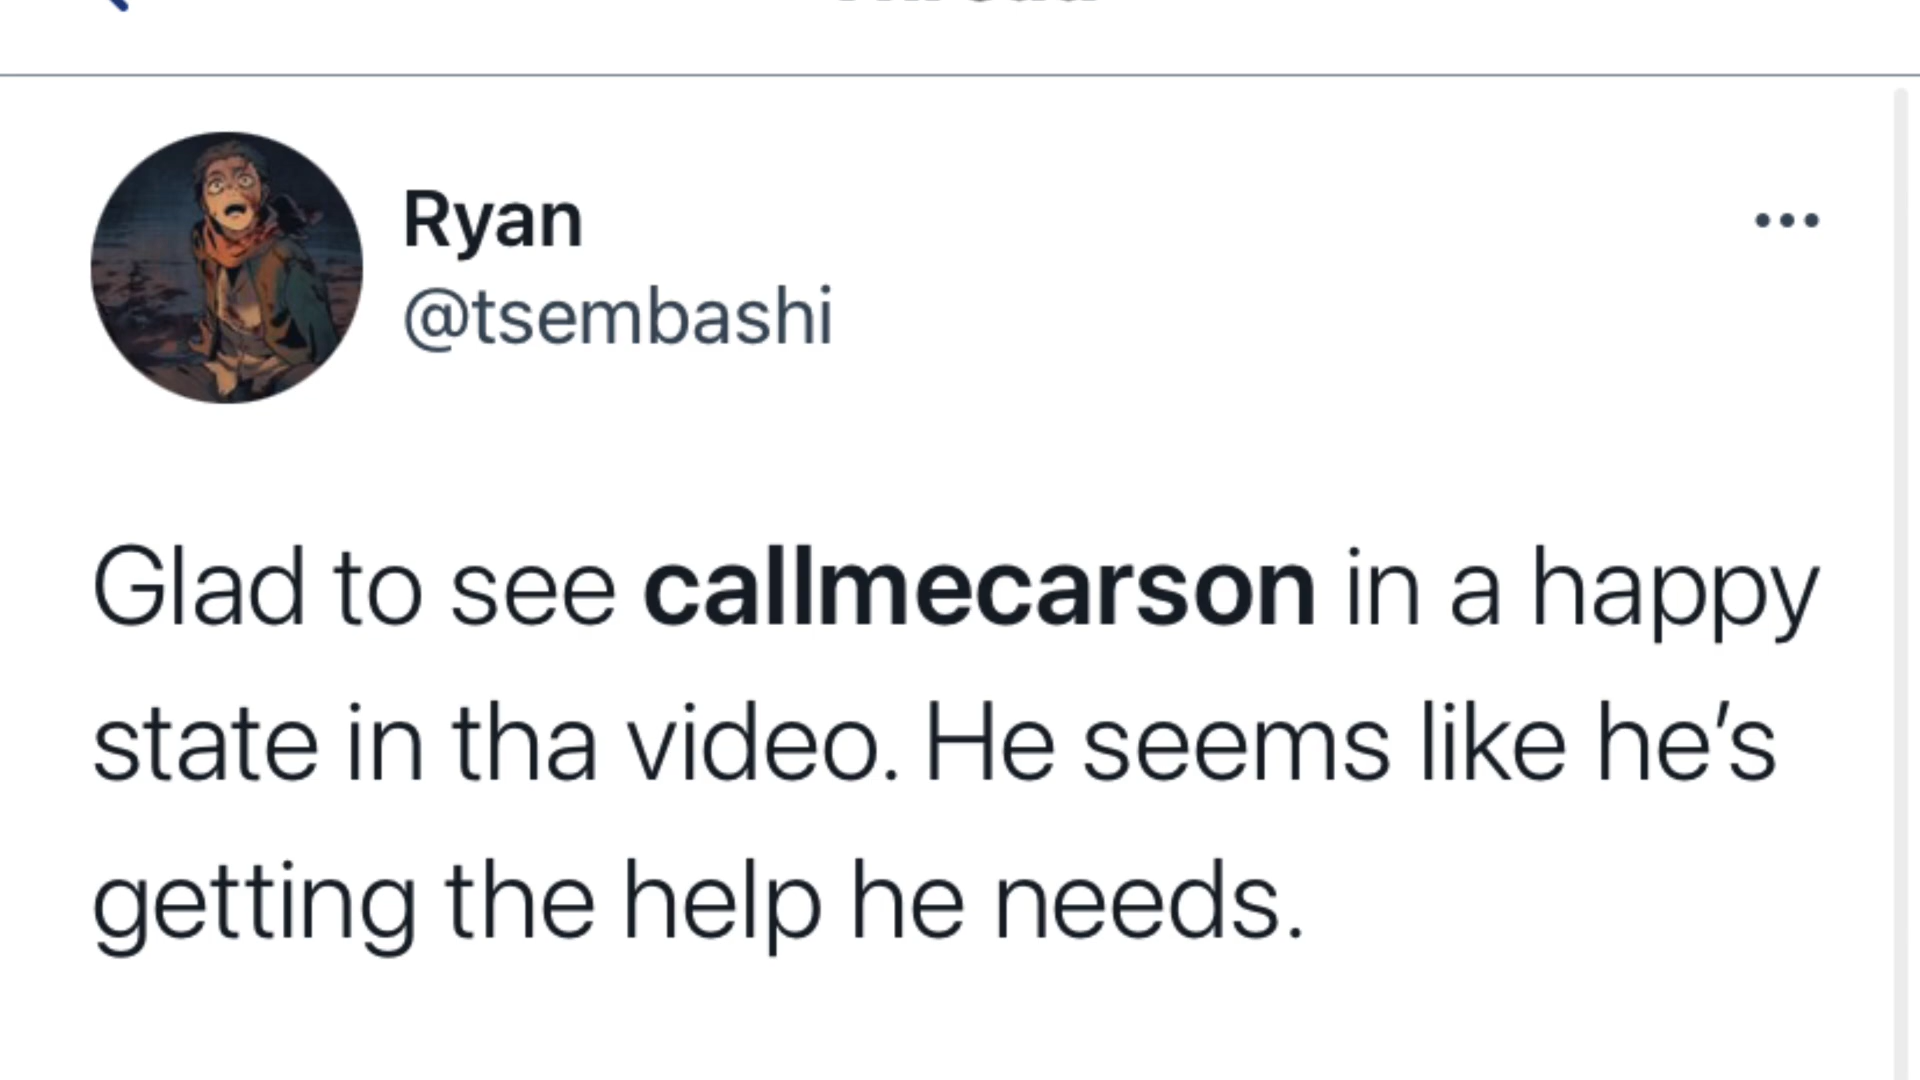 Ryan
@tsembashi
Glad to see callmecarson in a happy
state in tha video. He seems like he’s
getting the help he needs.